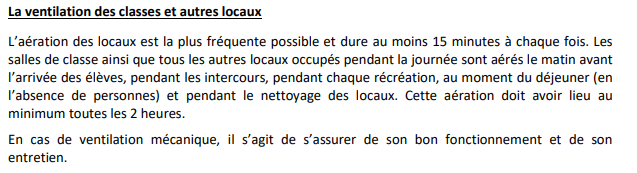 La ventilation des classes et autres locaux
L’aération des locaux est la plus fréquente possible et dure au moins 15 minutes à chaque fois. Les
salles de classe ainsi que tous les autres locaux occupés pendant la journée sont aérés le matin avant
l’arrivée des élèves, pendant les intercours, pendant chaque récréation, au moment du déjeuner (en
l’absence de personnes) et pendant le nettoyage des locaux. Cette aération doit avoir lieu au
minimum toutes les 2 heures.
En cas de ventilation mécanique, il s’agit de s’assurer de son bon fonctionnement et de son
entretien.